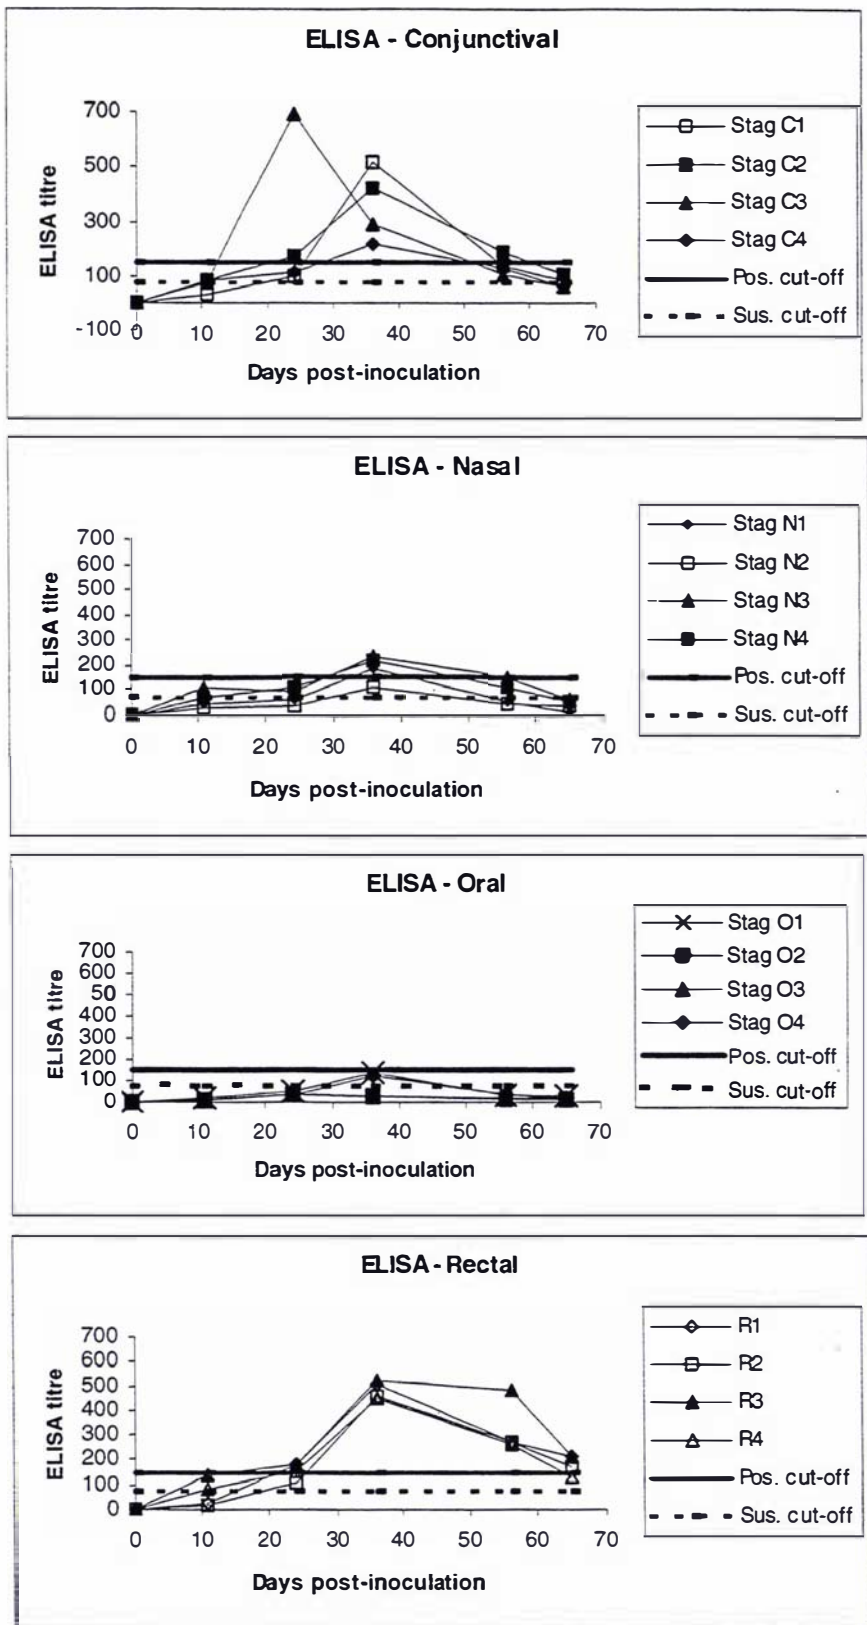 ELISA - Conjunctival
ELISA titre
700
500
300
100
-100
0 10 20 30 40 50 60 70
Days post-inoculation
Stag C1
Stag C2
Stag C3
Stag C4
Pos. cut-off
Sus. cut-off
ELISA - Nasal
ELISA titre
700
600
500
400
300
200
100
0
0 10 20 30 40 50 60 70
Days post-inoculation
Stag N1
Stag N2
Stag N3
Stag N4
Pos. cut-off
Sus. cut-off
ELISA - Oral
ELISA titre
700
600
50
400
300
200
100
0
0 10 20 30 40 50 60 70
Days post-inoculation
Stag O1
Stag O2
Stag O3
Stag O4
Pos. cut-off
Sus. cut-off
ELISA - Rectal
ELISA titre
700
600
500
400
300
200
100
0
0 10 20 30 40 50 60 70
Days post-inoculation
R1
R2
R3
R4
Pos. cut-off
Sus. cut-off